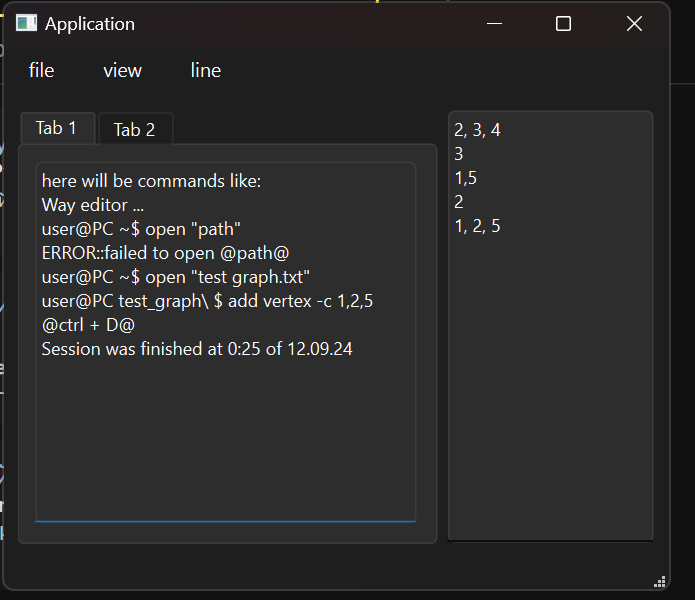 Application
file view line
Tab 1 Tab 2
here will be commands like:
Way editor ...
user@PC ~$ open "path"
ERROR::failed to open @path@
user@PC ~$ open "test graph.txt"
user@PC test_graph\ $ add vertex -c 1,2,5
@ctrl + D@
Session was finished at 0:25 of 12.09.24
2, 3, 4
3
1,5
2
1, 2, 5